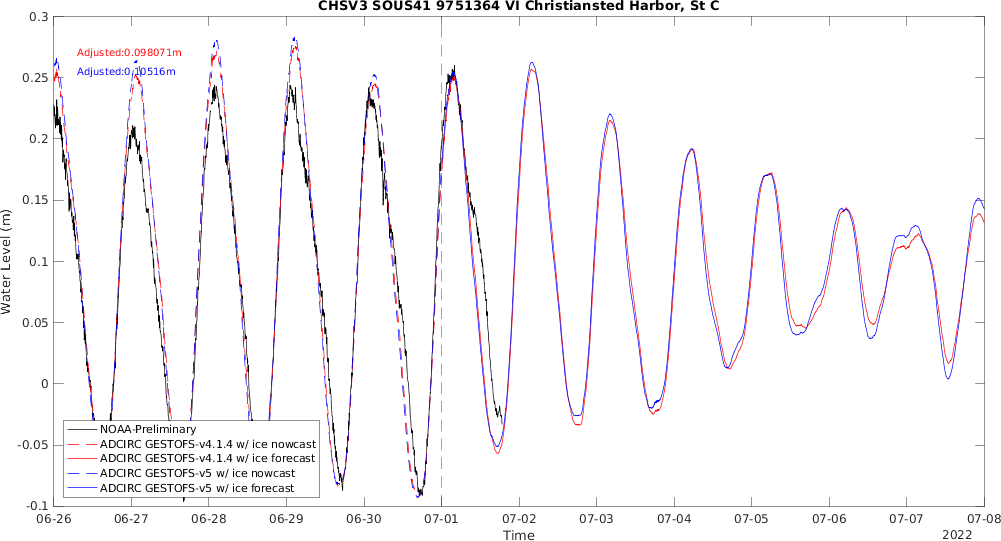 CHSV3 SOUS41 9751364 VI Christiansted Harbor, St C
0.3
Adjusted:0.098071m
Adjusted:0.10516m
0.25
0.2
0.15
0.1
0.05
0
-0.05
-0.1
Water Level (m)
NOAA-Preliminary
ADCIRC GESTOFS-v4.1.4 w/ ice nowcast
ADCIRC GESTOFS-v4.1.4 w/ ice forecast
ADCIRC GESTOFS-v5 w/ ice nowcast
ADCIRC GESTOFS-v5 w/ ice forecast
06-26 06-27 06-28 06-29 06-30 07-01 07-02 07-03 07-04 07-05 07-06 07-07 07-08
Time
2022